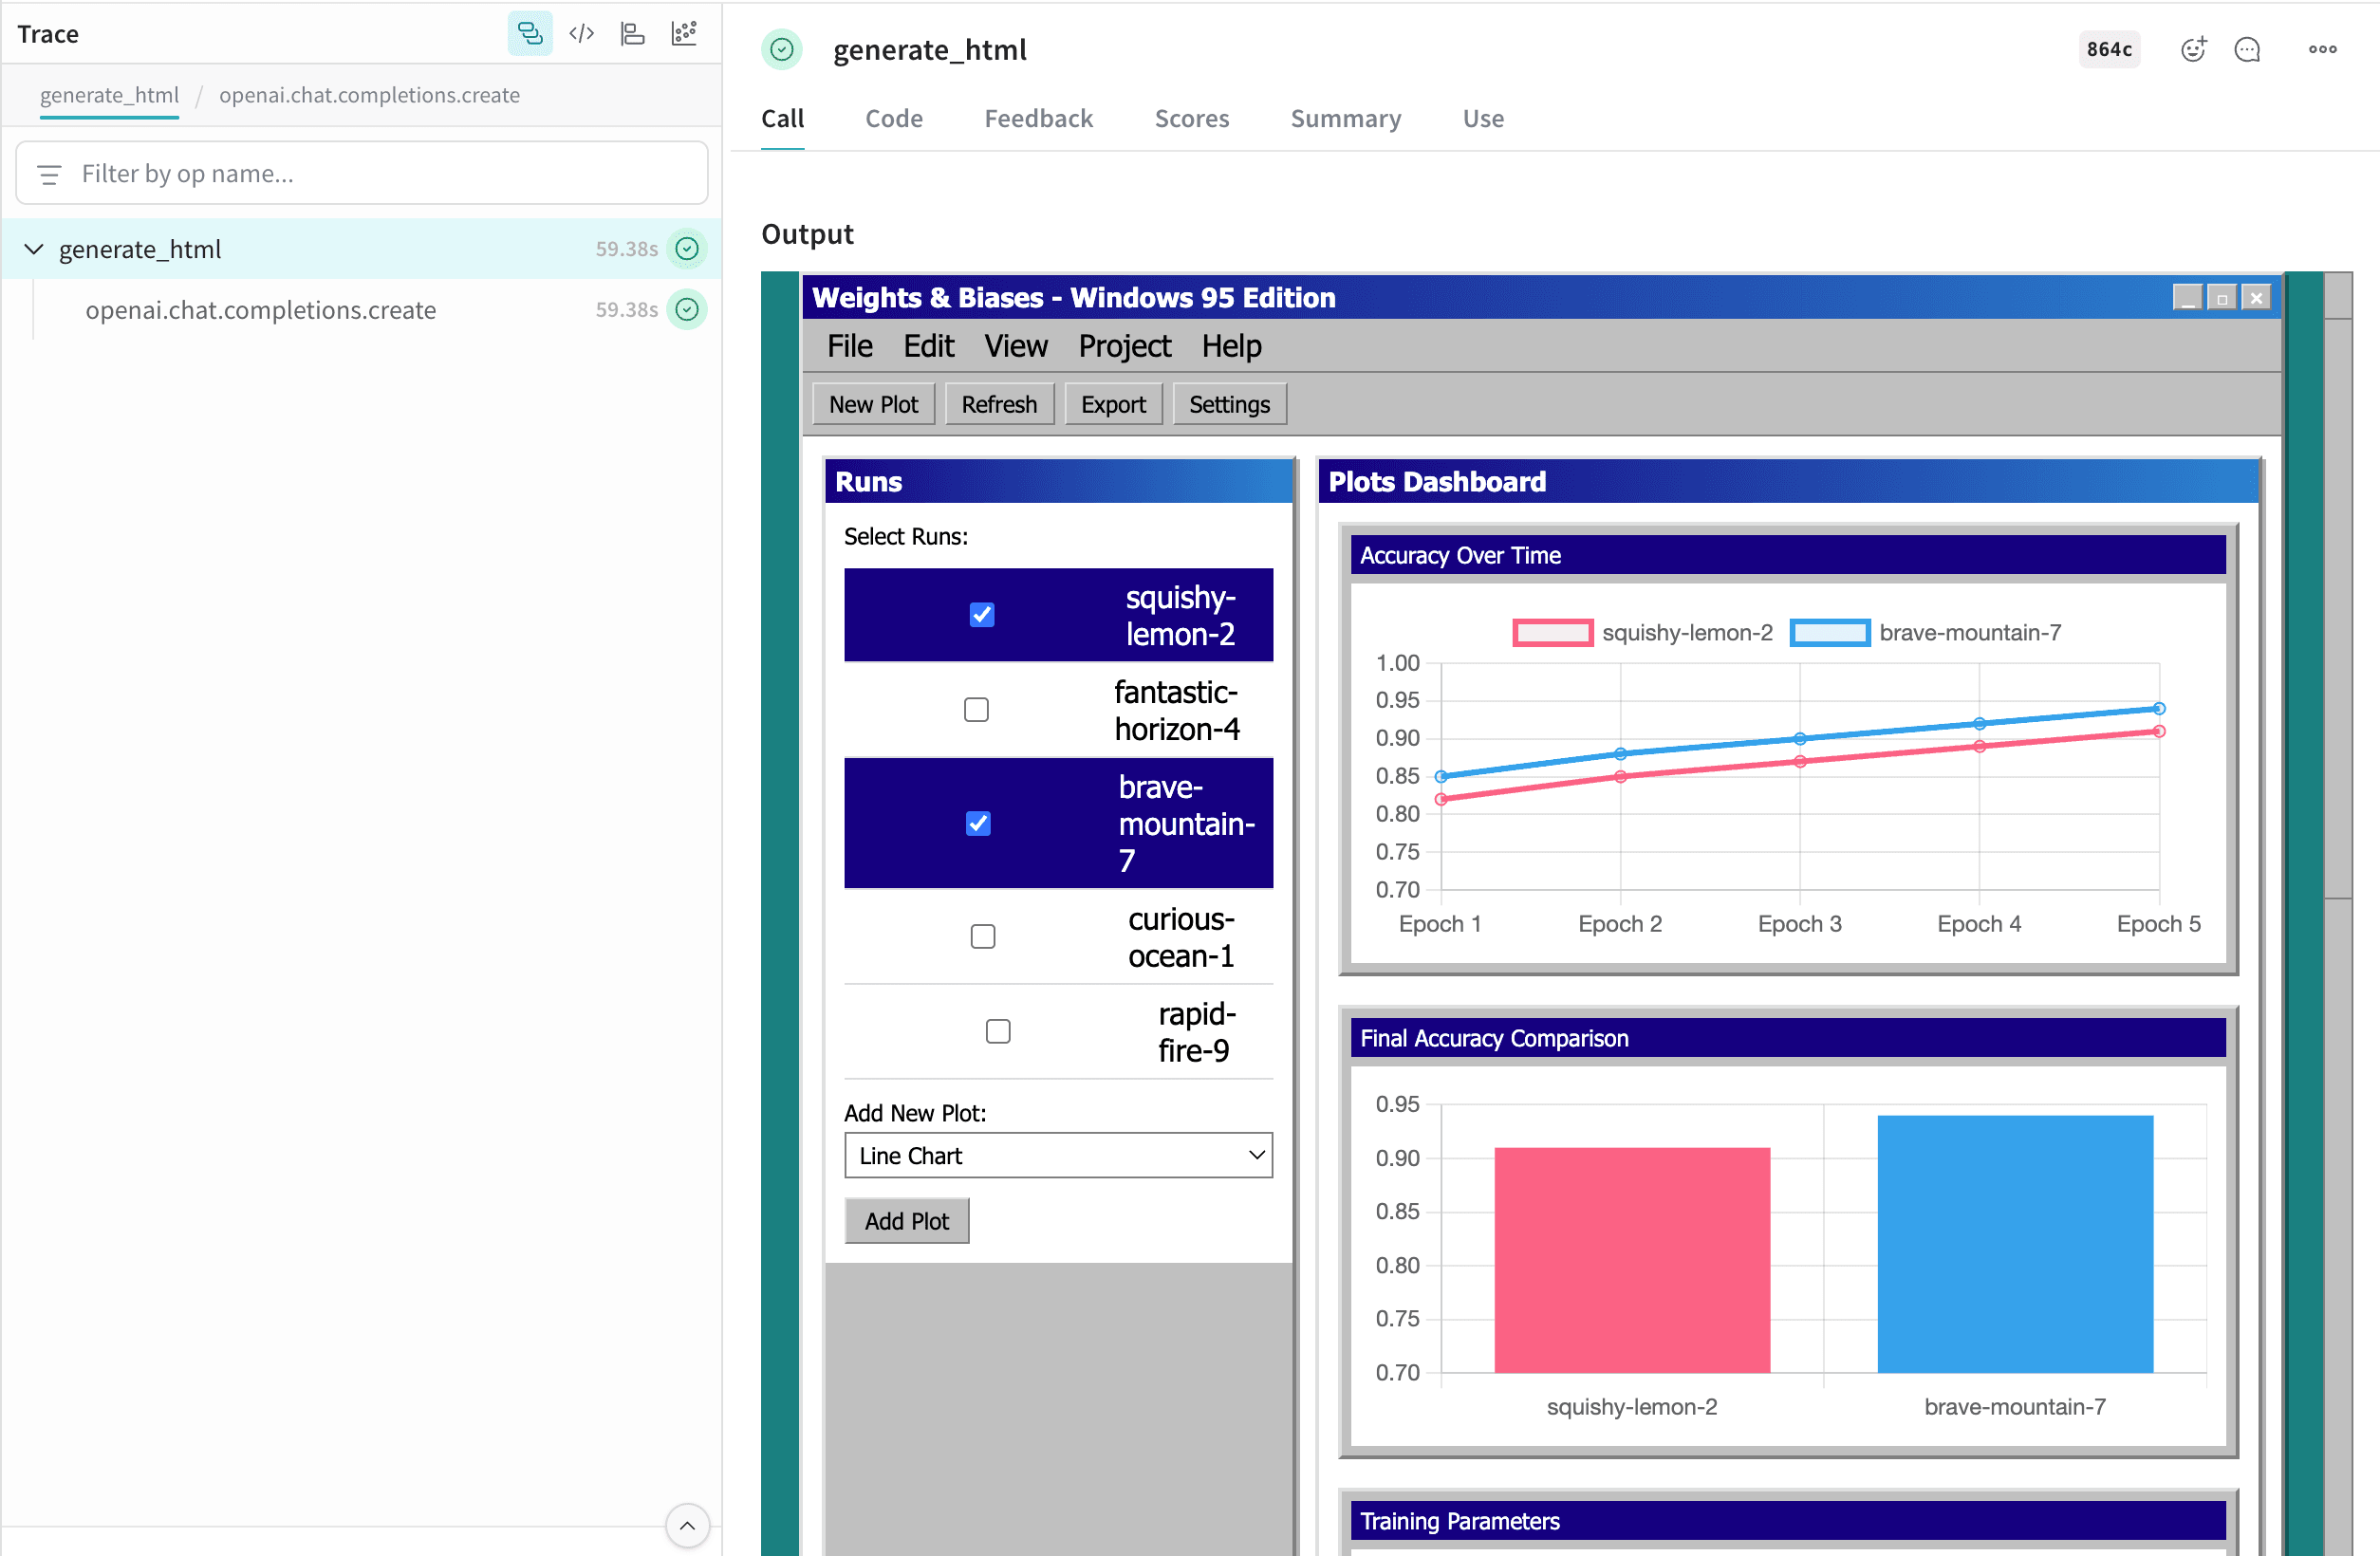 Trace
generate_html / openai.chat.completions.create
Filter by op name...
generate_html 59.38s
openai.chat.completions.create 59.38s
generate_html
864c
Call Code Feedback Scores Summary Use
Output
Weights & Biases - Windows 95 Edition
File Edit View Project Help
New Plot Refresh Export Settings
Runs
Select Runs:
squishy-
lemon-2
fantastic-
horizon-4
brave-
mountain-
7
curious-
ocean-1
rapid-
fire-9
Add New Plot:
Line Chart
Add Plot
Plots Dashboard
Accuracy Over Time
squishy-lemon-2 brave-mountain-7
1.00
0.95
0.90
0.85
0.80
0.75
0.70
Epoch 1 Epoch 2 Epoch 3 Epoch 4 Epoch 5
Final Accuracy Comparison
0.95
0.90
0.85
0.80
0.75
0.70
squishy-lemon-2 brave-mountain-7
Training Parameters